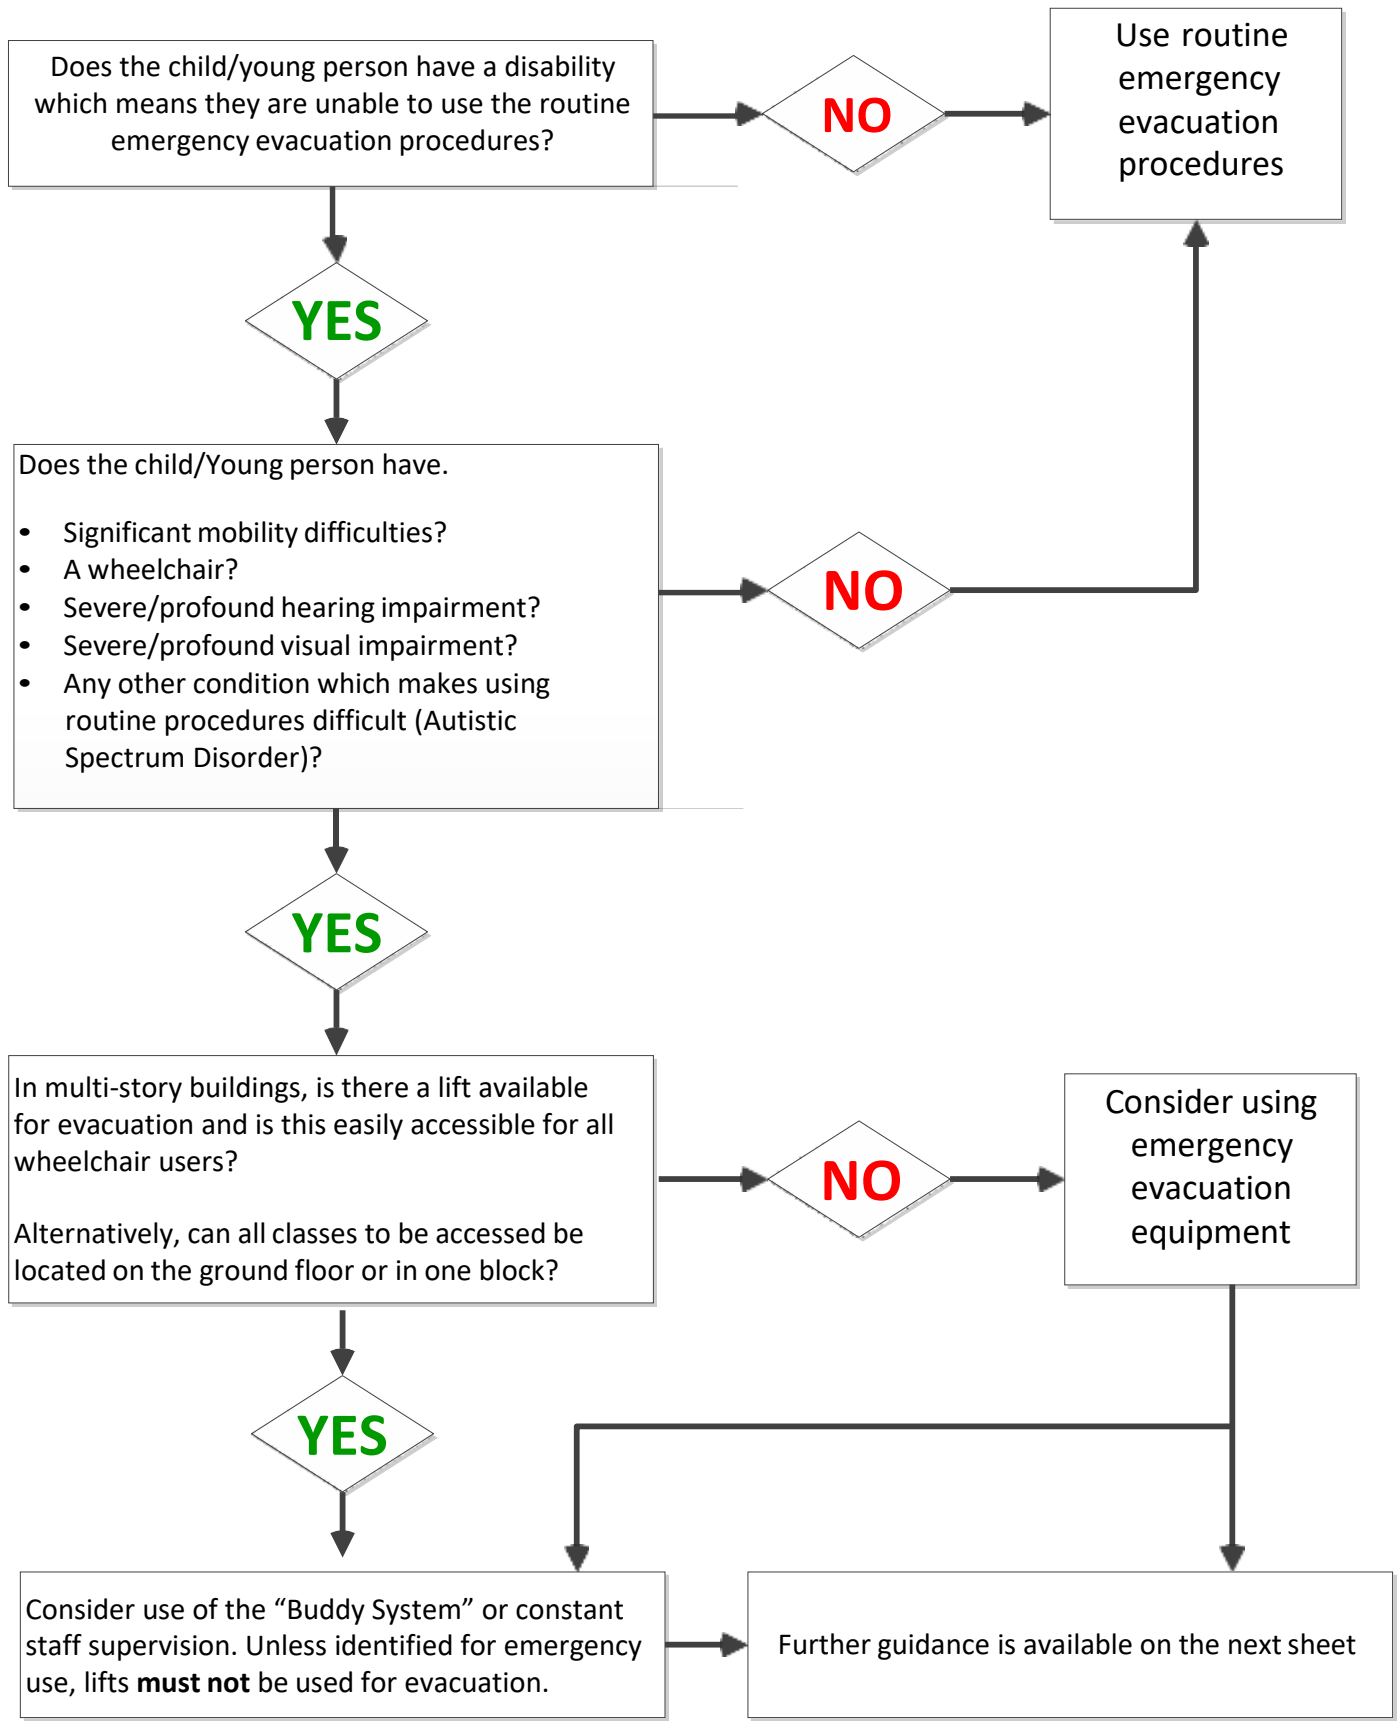 Does the child/young person have a disability
which means they are unable to use the routine
emergency evacuation procedures?
NO
Use routine
emergency
evacuation
procedures
YES
Does the child/Young person have.
• Significant mobility difficulties?
• A wheelchair?
• Severe/profound hearing impairment?
• Severe/profound visual impairment?
• Any other condition which makes using
routine procedures difficult (Autistic
Spectrum Disorder)?
NO
YES
In multi-story buildings, is there a lift available
for evacuation and is this easily accessible for all
wheelchair users?
Alternatively, can all classes to be accessed be
located on the ground floor or in one block?
NO
Consider using
emergency
evacuation
equipment
YES
Consider use of the “Buddy System” or constant
staff supervision. Unless identified for emergency
use, lifts must not be used for evacuation.
Further guidance is available on the next sheet